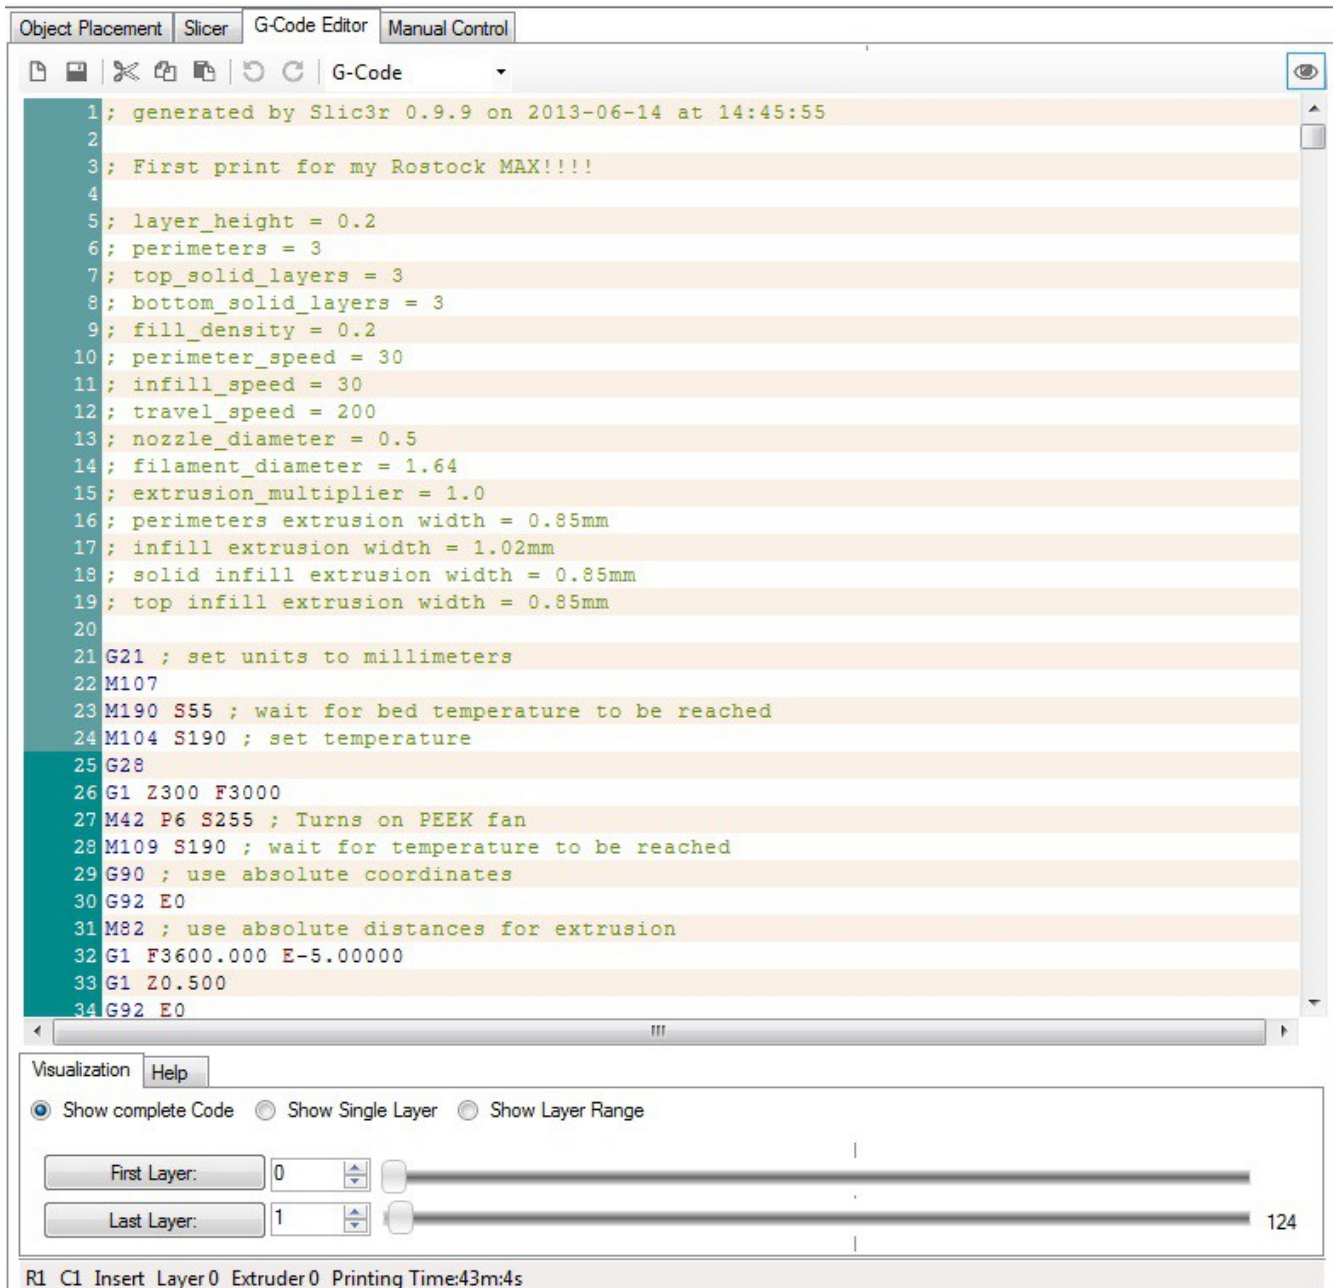 Object Placement Slicer G-Code Editor Manual Control
G-Code
1 ; generated by Slic3r 0.9.9 on 2013-06-14 at 14:45:55
2
3 ; First print for my Rostock MAX!!!!
4
5 ; layer_height = 0.2
6 ; perimeters = 3
7 ; top_solid_layers = 3
8 ; bottom_solid_layers = 3
9 ; fill_density = 0.2
10 ; perimeter_speed = 30
11 ; infill_speed = 30
12 ; travel_speed = 200
13 ; nozzle_diameter = 0.5
14 ; filament_diameter = 1.64
15 ; extrusion_multiplier = 1.0
16 ; perimeters extrusion width = 0.85mm
17 ; infill extrusion width = 1.02mm
18 ; solid infill extrusion width = 0.85mm
19 ; top infill extrusion width = 0.85mm
20
21 G21 ; set units to millimeters
22 M107
23 M190 S55 ; wait for bed temperature to be reached
24 M104 S190 ; set temperature
25 G28
26 G1 Z300 F3000
27 M42 P6 S255 ; Turns on PEEK fan
28 M109 S190 ; wait for temperature to be reached
29 G90 ; use absolute coordinates
30 G92 E0
31 M82 ; use absolute distances for extrusion
32 G1 F3600.000 E-5.00000
33 G1 Z0.500
34 G92 E0
Visualization Help
Show complete Code Show Single Layer Show Layer Range
First Layer: 0
Last Layer: 1 124
R1 C1 Insert Layer 0 Extruder 0 Printing Time:43m:4s